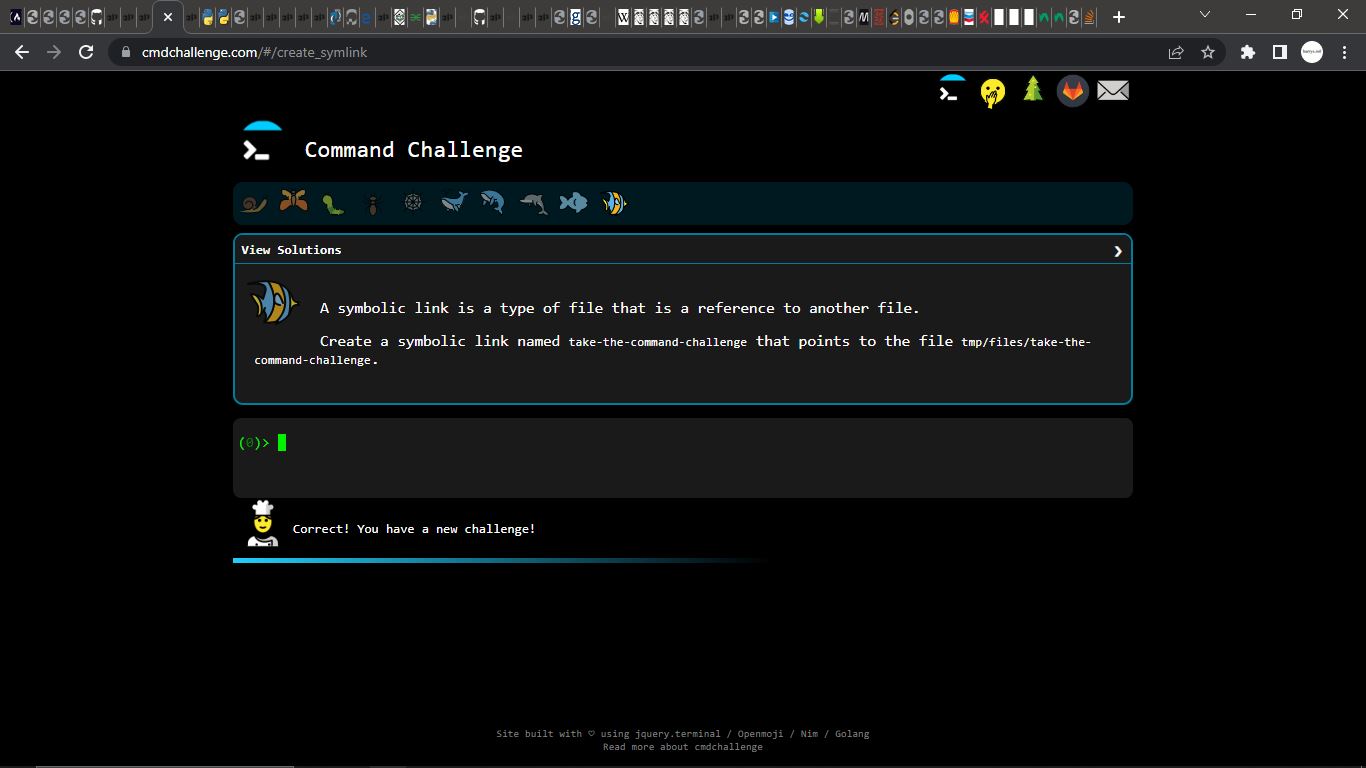 cmdchallenge.com/#/create_symlink
Command Challenge
View Solutions
A symbolic link is a type of file that is a reference to another file.
Create a symbolic link named take-the-command-challenge that points to the file tmp/files/take-the-
command-challenge.
(0)>
Correct! You have a new challenge!
Site built with ♡ using jquery.terminal / Openmoji / Nim / Golang
Read more about cmdchallenge